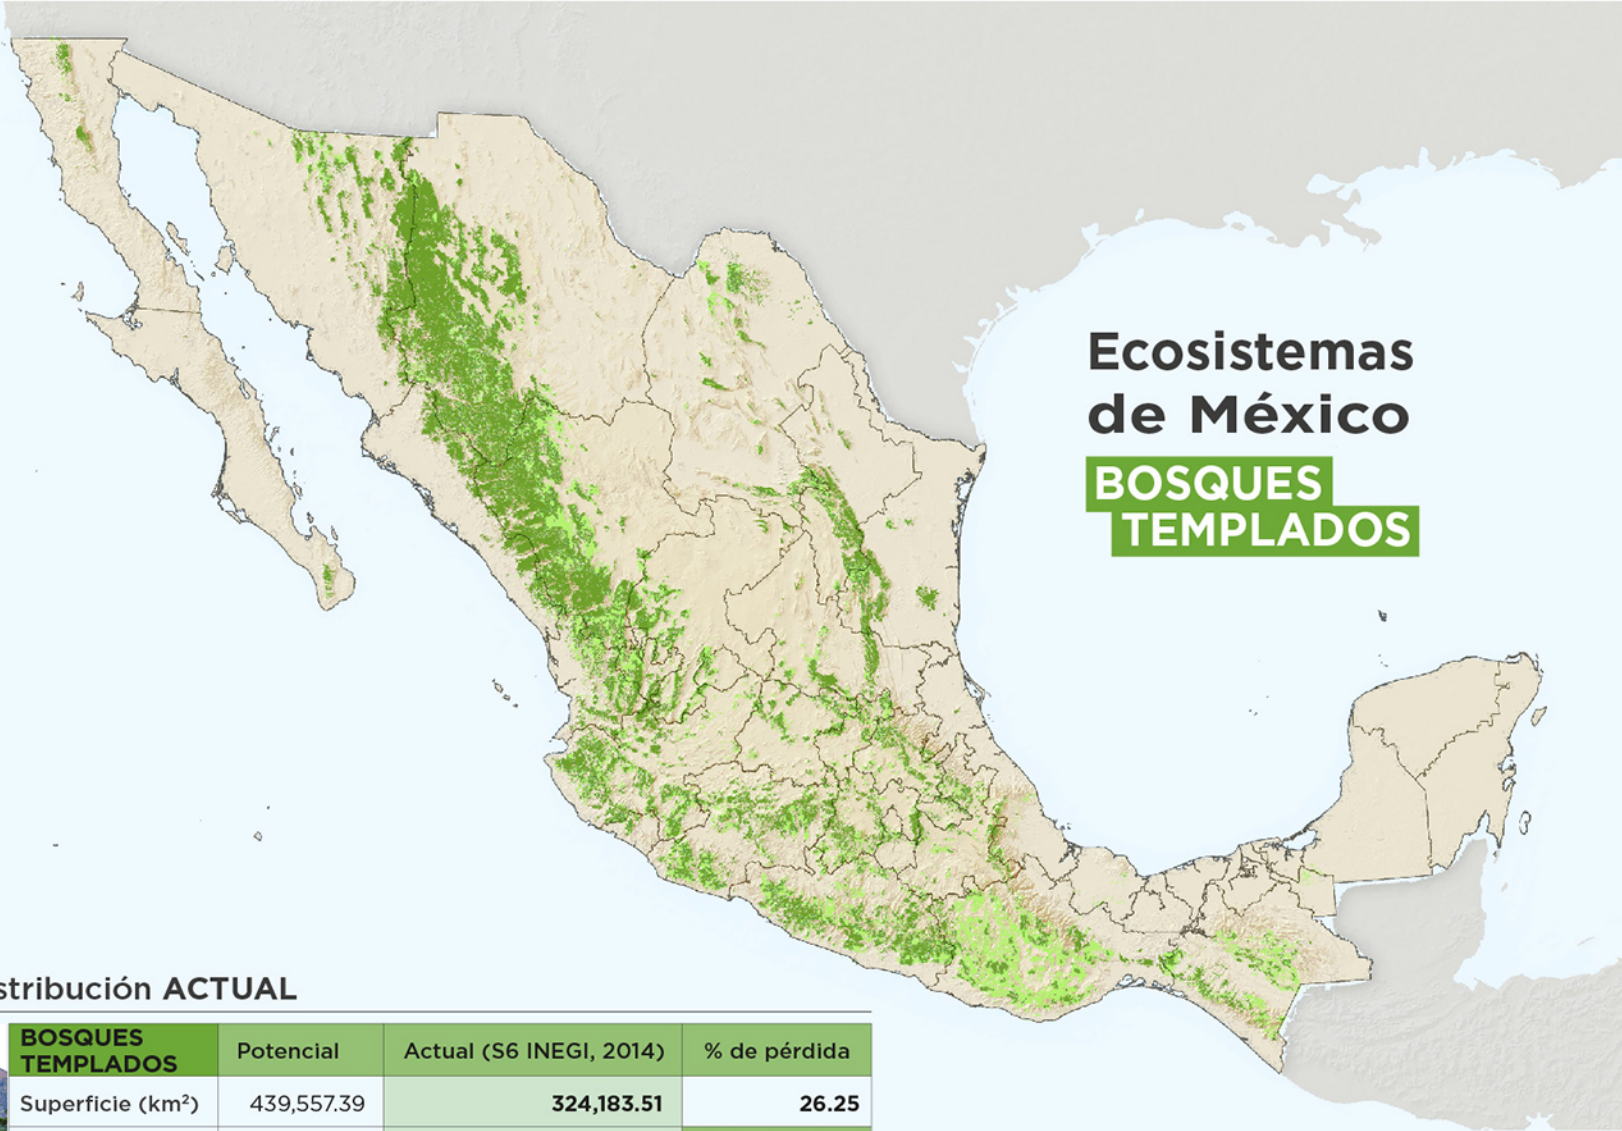 Ecosistemas
de México
BOSQUES
TEMPLADOS
stribución ACTUAL
BOSQUES
TEMPLADOS
Potencial
Actual (S6 INEGI, 2014)
% de pérdida
Superficie (km²)
439,557.39
324,183.51
26.25